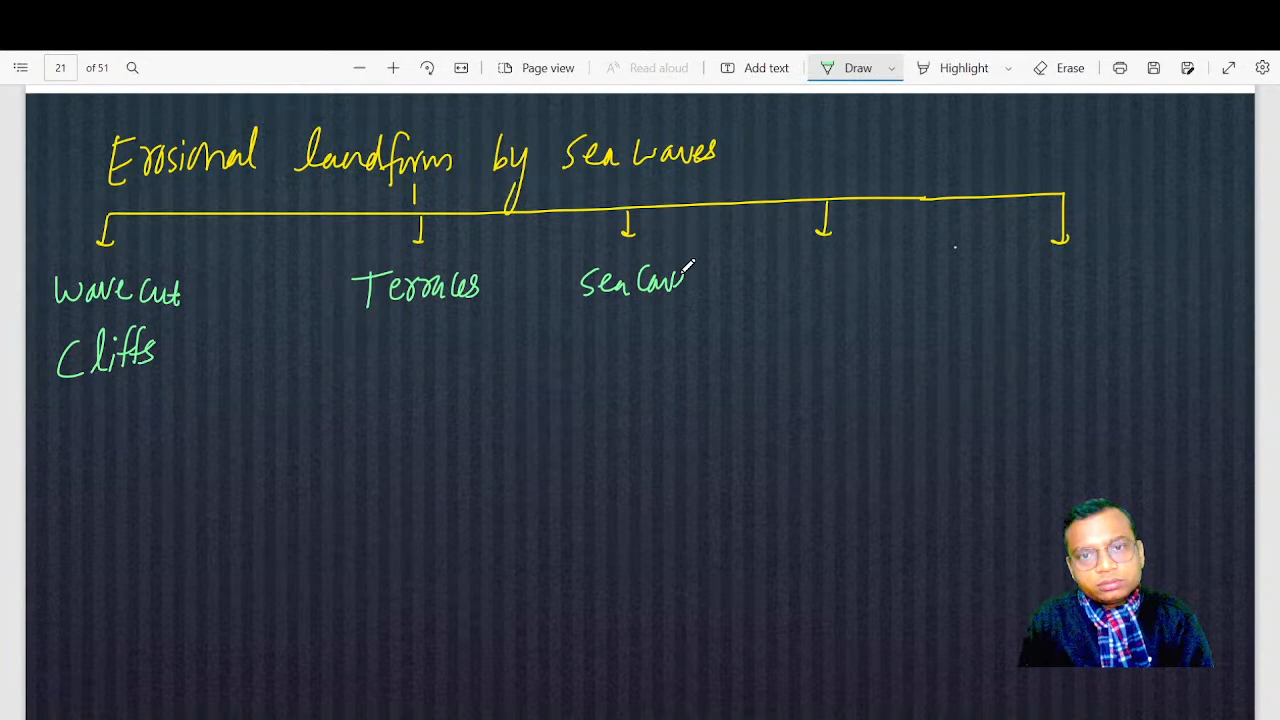 21 of 51 Page view Read aloud Add text Draw Highlight Erase
Erosional landform by sea waves
Wave cut Terraces Sea Cav
Cliffs